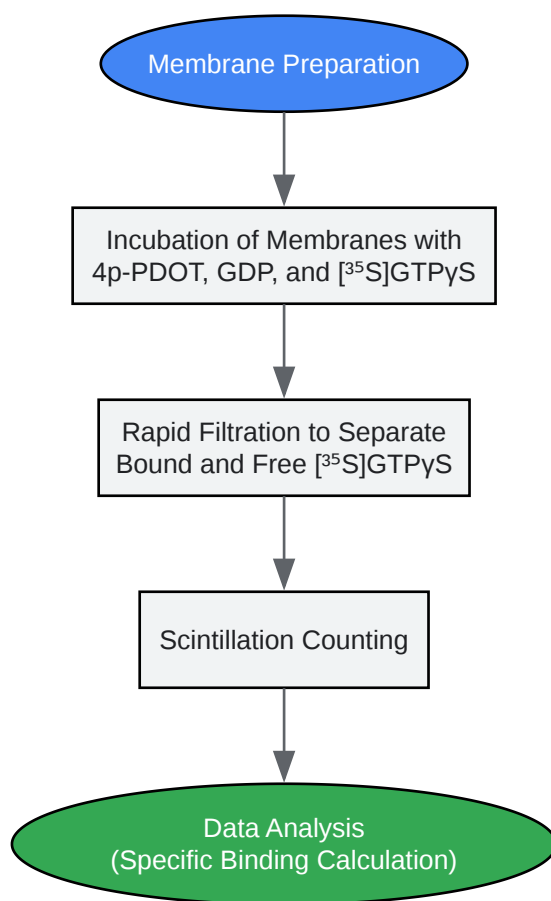 Membrane Preparation
Incubation of Membranes with
4p-PDOT, GDP, and [³⁵S]GTPγS
Rapid Filtration to Separate
Bound and Free [³⁵S]GTPγS
Scintillation Counting
Data Analysis
(Specific Binding Calculation)